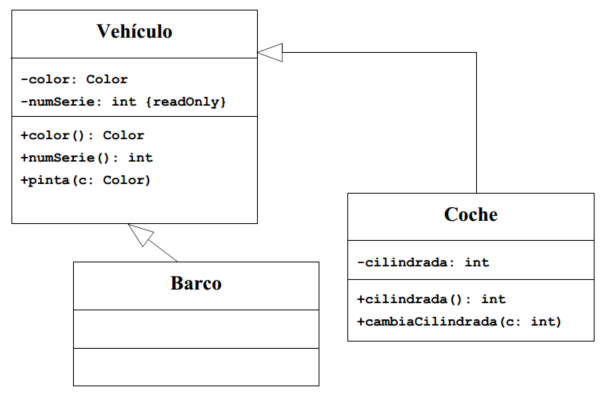 Vehículo
-color: Color
-numSerie: int {readOnly}
+color(): Color
+numSerie(): int
+pinta(c: Color)
Coche
-cilindrada: int
+cilindrada(): int
+cambiaCilindrada(c: int)
Barco